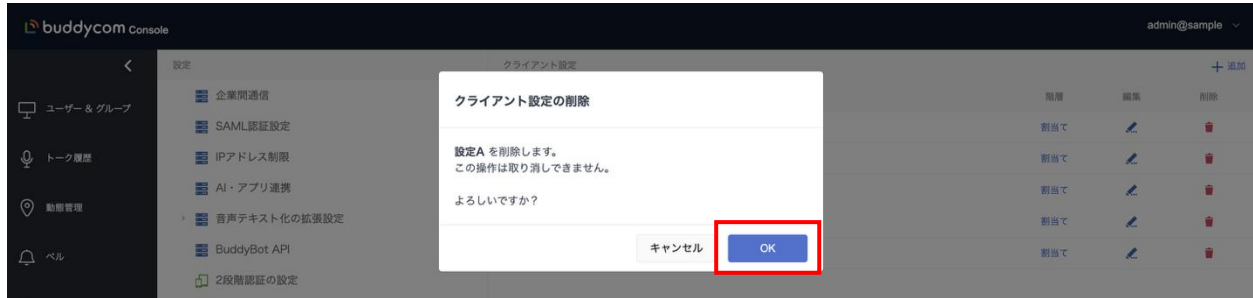 buddycom Console
admin@sample
設定
クライアント設定
追加
ユーザー & グループ
トーク履歴
動態管理
ベル
企業間通信
SAML認証設定
IPアドレス制限
AI・アプリ連携
音声テキスト化の拡張設定
BuddyBot API
2段階認証の設定
クライアント設定の削除
設定A を削除します。
この操作は取り消しできません。
よろしいですか？
キャンセル
OK
階層 編集 削除
割当て
割当て
割当て
割当て
割当て